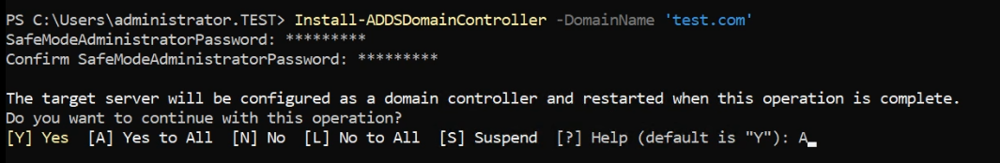 PS C:\Users\administrator.TEST> Install-ADDSDomainController -DomainName 'test.com'
SafeModeAdministratorPassword: *********
Confirm SafeModeAdministratorPassword: *********
The target server will be configured as a domain controller and restarted when this operation is complete.
Do you want to continue with this operation?
[Y] Yes  [A] Yes to All  [N] No  [L] No to All  [S] Suspend  [?] Help (default is "Y"): A